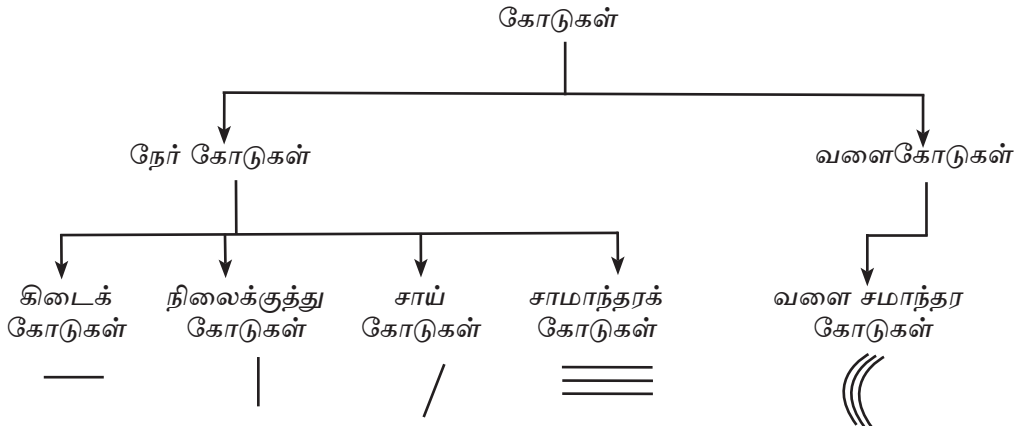 கோடுகள்
நேர் கோடுகள்
வளைகோடுகள்
கிடைக்
கோடுகள்
நிலைக்குத்து
கோடுகள்
சாய்
கோடுகள்
சாமாந்தரக்
கோடுகள்
வளை சமாந்தர
கோடுகள்